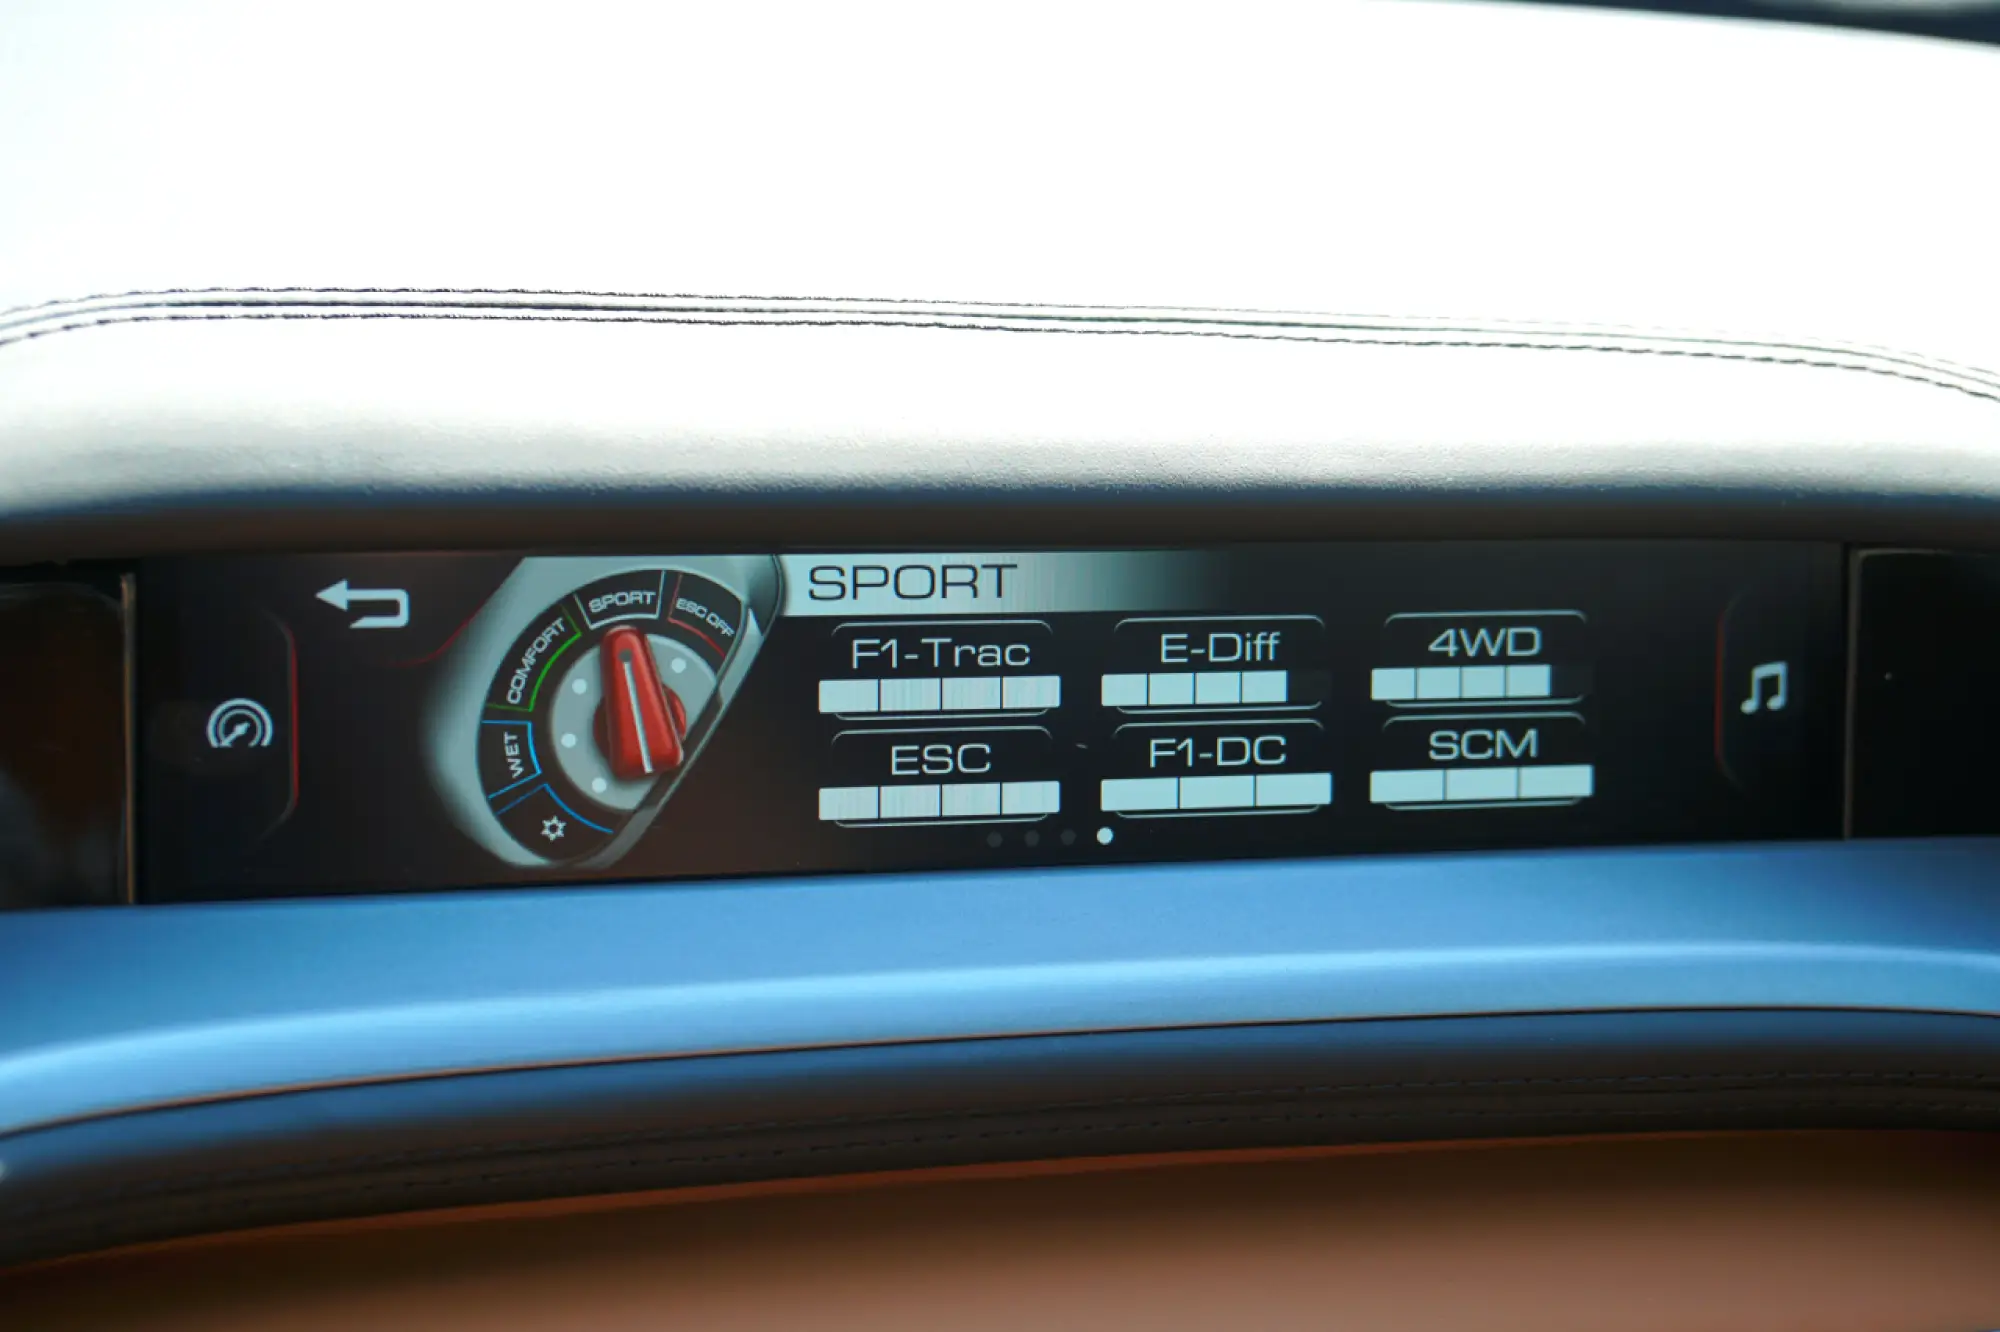 SPORT
ESC OFF
COMFORT
WET
SPORT
F1-Trac
E-Diff
4WD
ESC
F1-DC
SCM